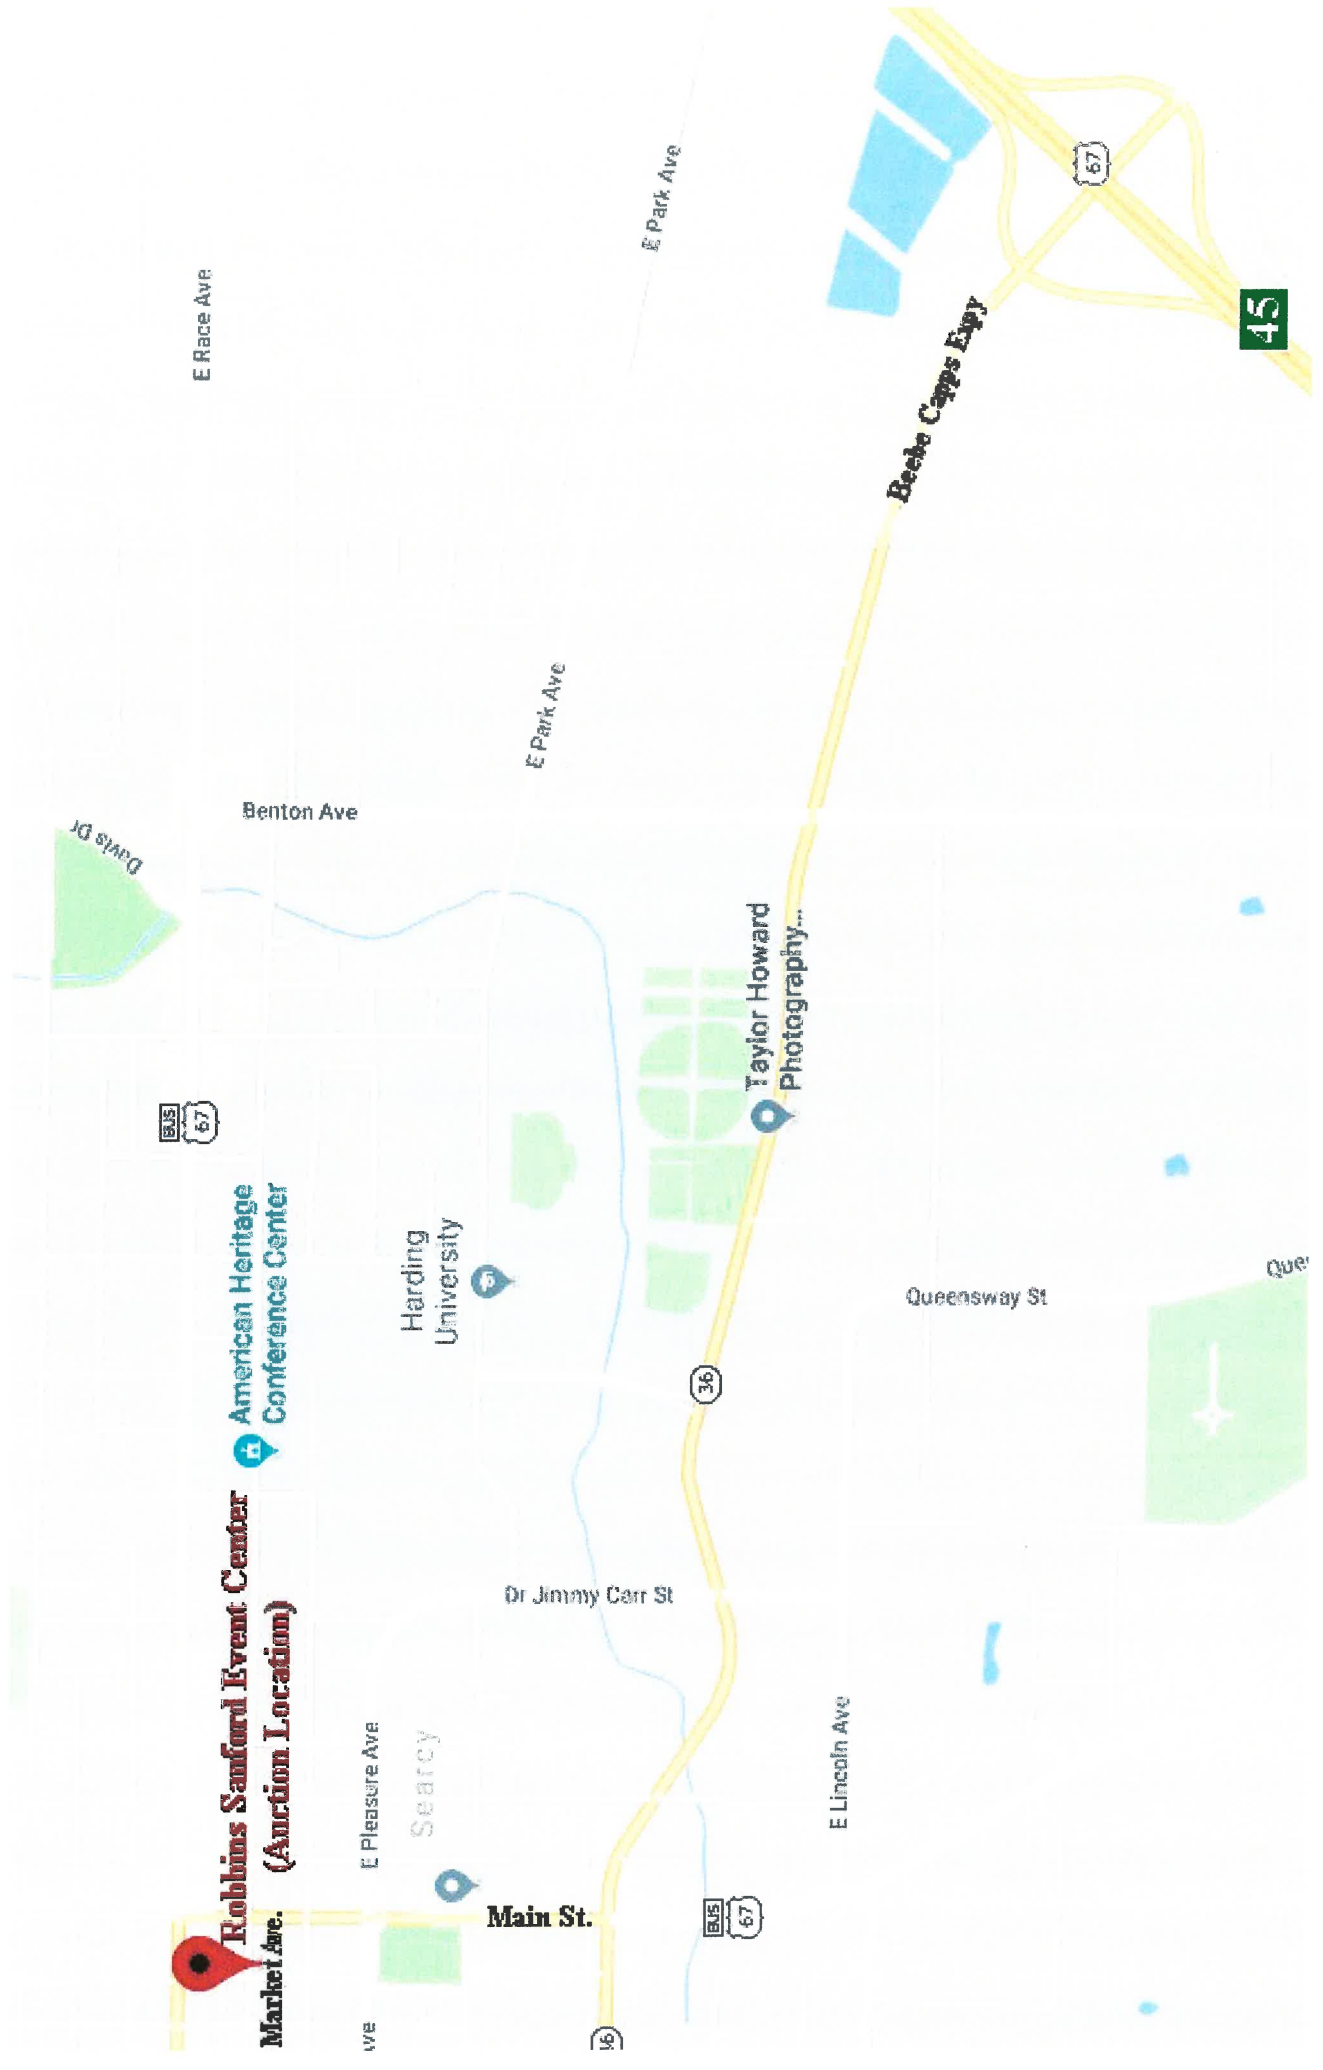 Robbins Sanford Event Center
(Auction Location)
Market Ave.
American Heritage
Conference Center
BUS
67
E Race Ave
Davis Dr
Benton Ave
E Pleasure Ave
Searcy
Harding
University
E Park Ave
E Park Ave
Main St.
Dr Jimmy Carr St
36
36
BUS
67
Taylor Howard
Photography...
Beebe Capps Expy
67
45
E Lincoln Ave
Queensway St
Que